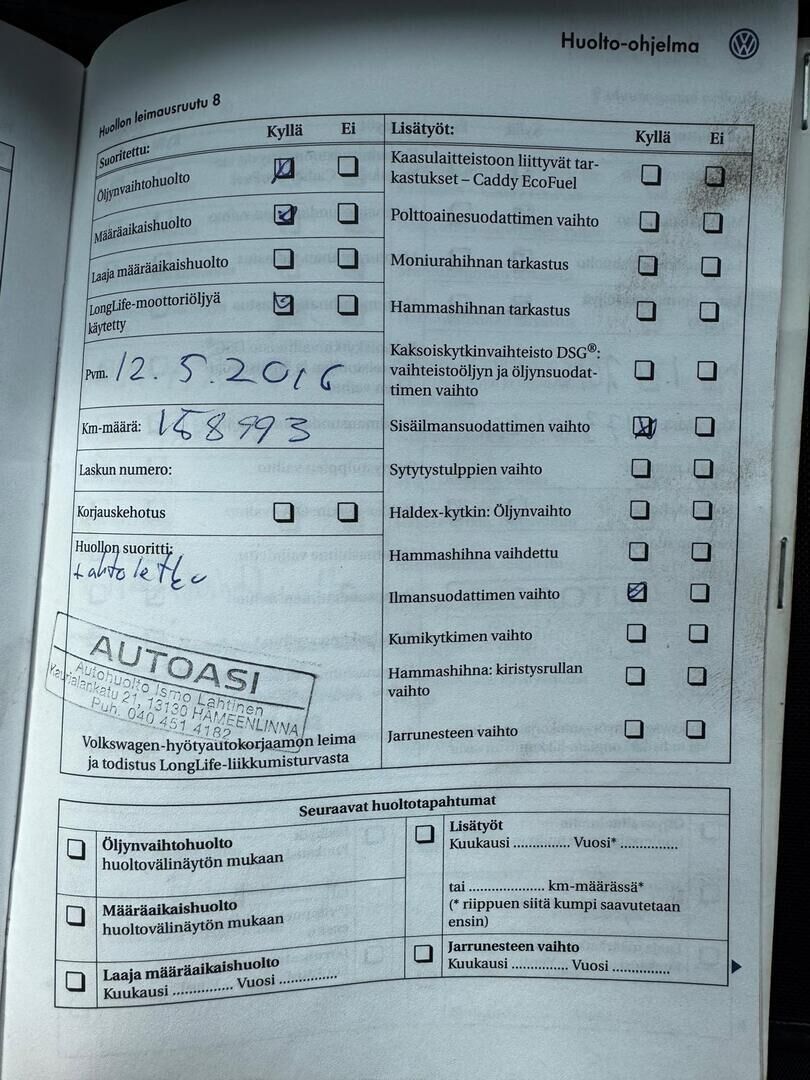 Huolto-ohjelma
Huollon leimausruutu 8
Suoritettu: Kyllä Ei
Öljynvaihtohuolto
Määräaikaishuolto
Laaja määräaikaishuolto
LongLife-moottoriöljyä
käytetty
Pvm. 12.5.2016
Km-määrä: 158993
Laskun numero:
Korjauskehotus
Huollon suoritti:
AUTOASI
Autohuolto Ismo Lahtinen
Kaurialankatu 21, 13130 HÄMEENLINNA
Puh. 040 451 4182
Volkswagen-hyötyautokorjaamon leima
ja todistus LongLife-liikkumisturvasta
Lisätyöt: Kyllä Ei
Kaasulaitteistoon liittyvät tar-
kastukset – Caddy EcoFuel
Polttoainesuodattimen vaihto
Moniurahihnan tarkastus
Hammashihnan tarkastus
Kaksoiskytkinvaihteisto DSG®:
vaihteistoöljyn ja öljynsuodat-
timen vaihto
Sisäilmansuodattimen vaihto
Sytytystulppien vaihto
Haldex-kytkin: Öljynvaihto
Hammashihna vaihdettu
Ilmansuodattimen vaihto
Kumikytkimen vaihto
Hammashihna: kiristysrullan
vaihto
Jarrunesteen vaihto
Seuraavat huoltotapahtumat
Öljynvaihtohuolto
huoltovälinäytön mukaan
Määräaikaishuolto
huoltovälinäytön mukaan
Laaja määräaikaishuolto
Kuukausi ............... Vuosi ...............
Lisätyöt
Kuukausi ............... Vuosi* ...............
tai .................... km-määrässä*
(* riippuen siitä kumpi saavutetaan
ensin)
Jarrunesteen vaihto
Kuukausi ............... Vuosi ...............